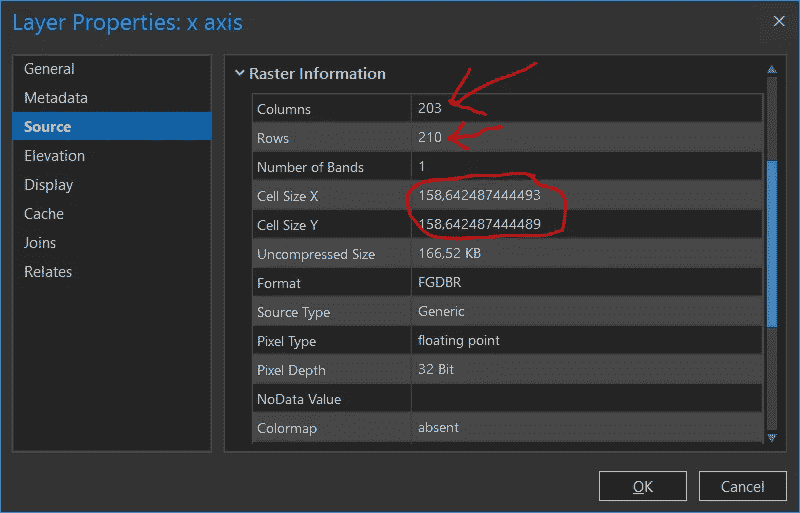 Layer Properties: x axis
General
Metadata
Source
Elevation
Display
Cache
Joins
Relates
Raster Information
Columns 203
Rows 210
Number of Bands 1
Cell Size X 158,642487444493
Cell Size Y 158,642487444489
Uncompressed Size 166,52 KB
Format FGDBR
Source Type Generic
Pixel Type floating point
Pixel Depth 32 Bit
NoData Value
Colormap absent
OK Cancel